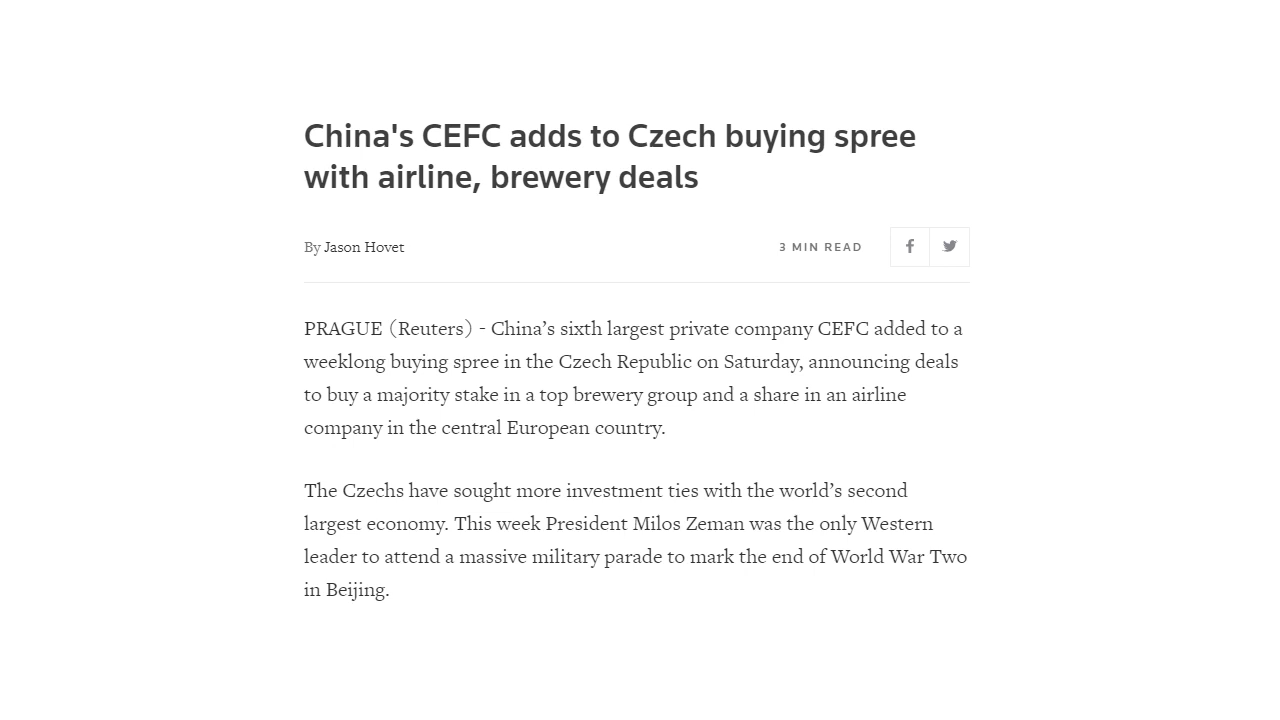 China's CEFC adds to Czech buying spree
with airline, brewery deals
By Jason Hovet
3 MIN READ
PRAGUE (Reuters) - China’s sixth largest private company CEFC added to a
weeklong buying spree in the Czech Republic on Saturday, announcing deals
to buy a majority stake in a top brewery group and a share in an airline
company in the central European country.
The Czechs have sought more investment ties with the world’s second
largest economy. This week President Milos Zeman was the only Western
leader to attend a massive military parade to mark the end of World War Two
in Beijing.